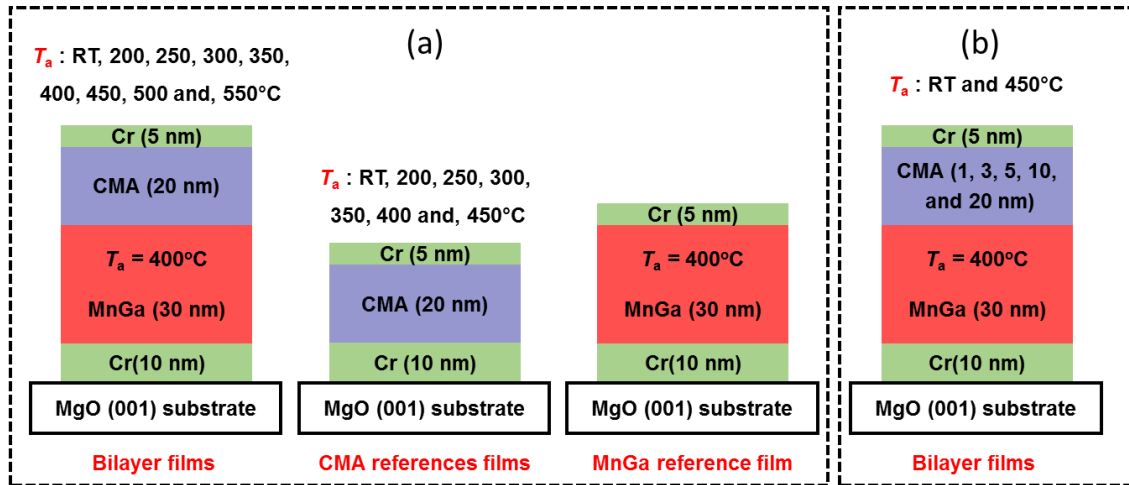 (a)
Ta : RT, 200, 250, 300, 350,
400, 450, 500 and, 550°C
Cr (5 nm)
CMA (20 nm)
Ta = 400°C
MnGa (30 nm)
Cr(10 nm)
MgO (001) substrate
Bilayer films
Ta : RT, 200, 250, 300,
350, 400 and, 450°C
Cr (5 nm)
CMA (20 nm)
Cr (10 nm)
MgO (001) substrate
CMA references films
Cr (5 nm)
Ta = 400°C
MnGa (30 nm)
Cr(10 nm)
MgO (001) substrate
MnGa reference film
(b)
Ta : RT and 450°C
Cr (5 nm)
CMA (1, 3, 5, 10,
and 20 nm)
Ta = 400°C
MnGa (30 nm)
Cr(10 nm)
MgO (001) substrate
Bilayer films